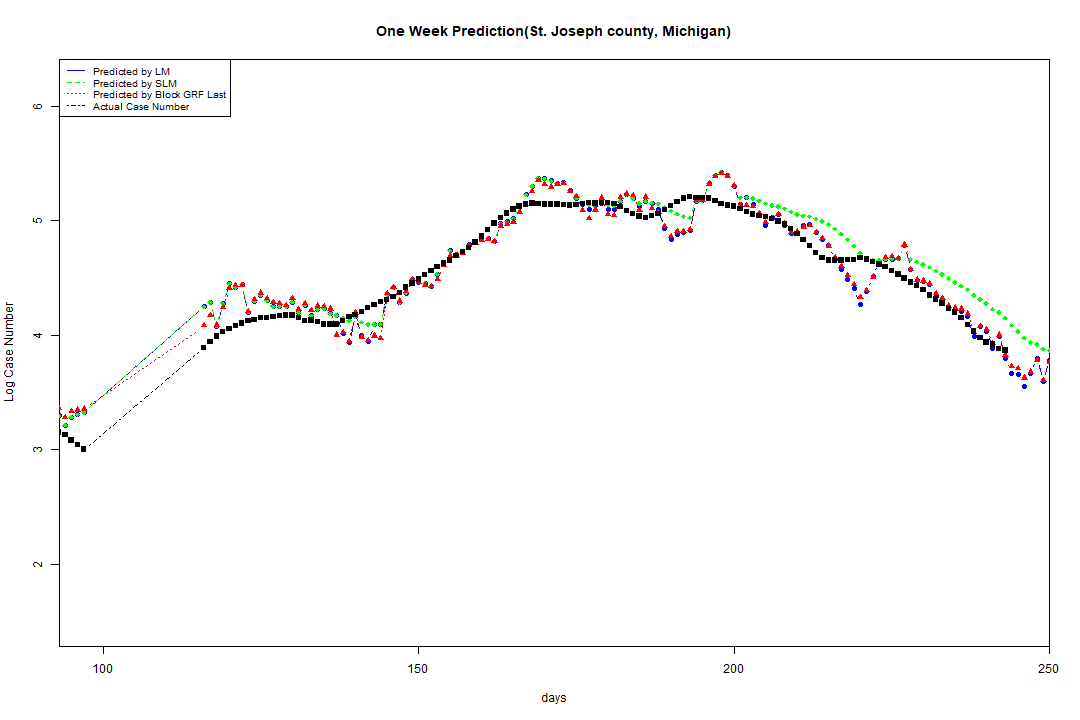 One Week Prediction(St. Joseph county, Michigan)
Predicted by LM
Predicted by SLM
Predicted by Block GRF Last
Actual Case Number
6
5
4
3
2
Log Case Number
100
150
200
250
days